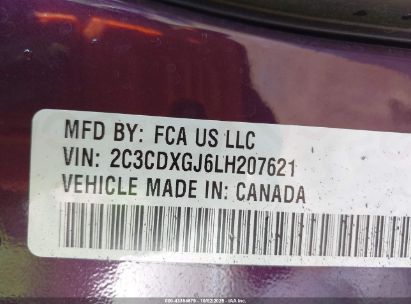 MFD BY: FCA US LLC
VIN: 2C3CDXGJ6LH207621
VEHICLE MADE IN: CANADA